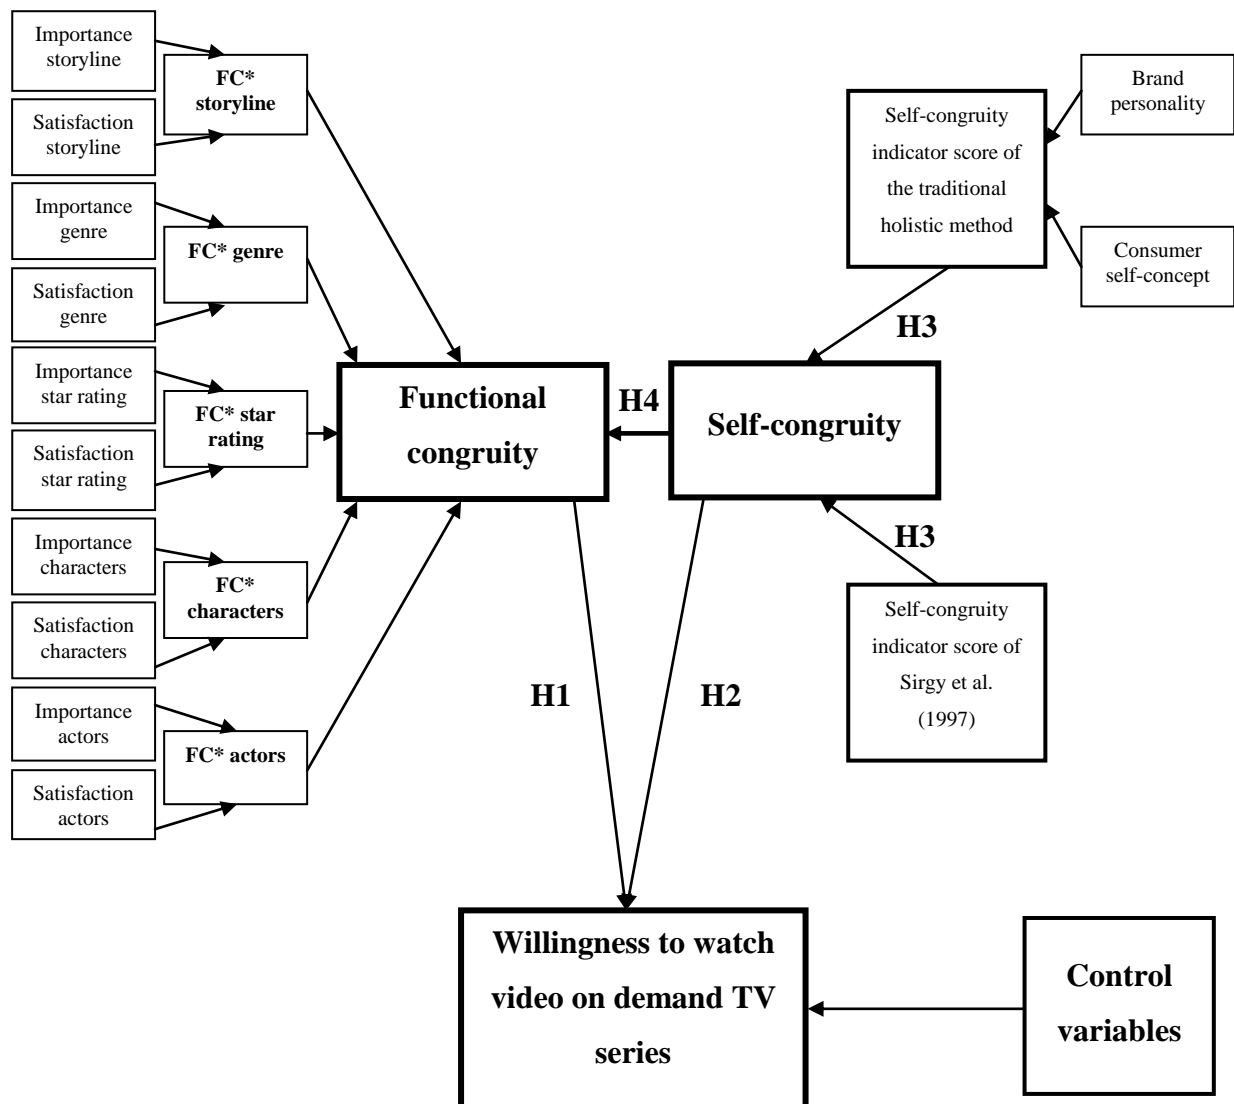 Importance
storyline
FC*
storyline
Satisfaction
storyline
Importance
genre
FC* genre
Satisfaction
genre
Importance
star rating
FC* star
rating
Satisfaction
star rating
Importance
characters
FC*
characters
Satisfaction
characters
Importance
actors
FC* actors
Satisfaction
actors
Functional
congruity
H4
Self-congruity
Self-congruity
indicator score of
the traditional
holistic method
Brand
personality
Consumer
self-concept
H3
H3
Self-congruity
indicator score of
Sirgy et al.
(1997)
H1
H2
Willingness to watch
video on demand TV
series
Control
variables